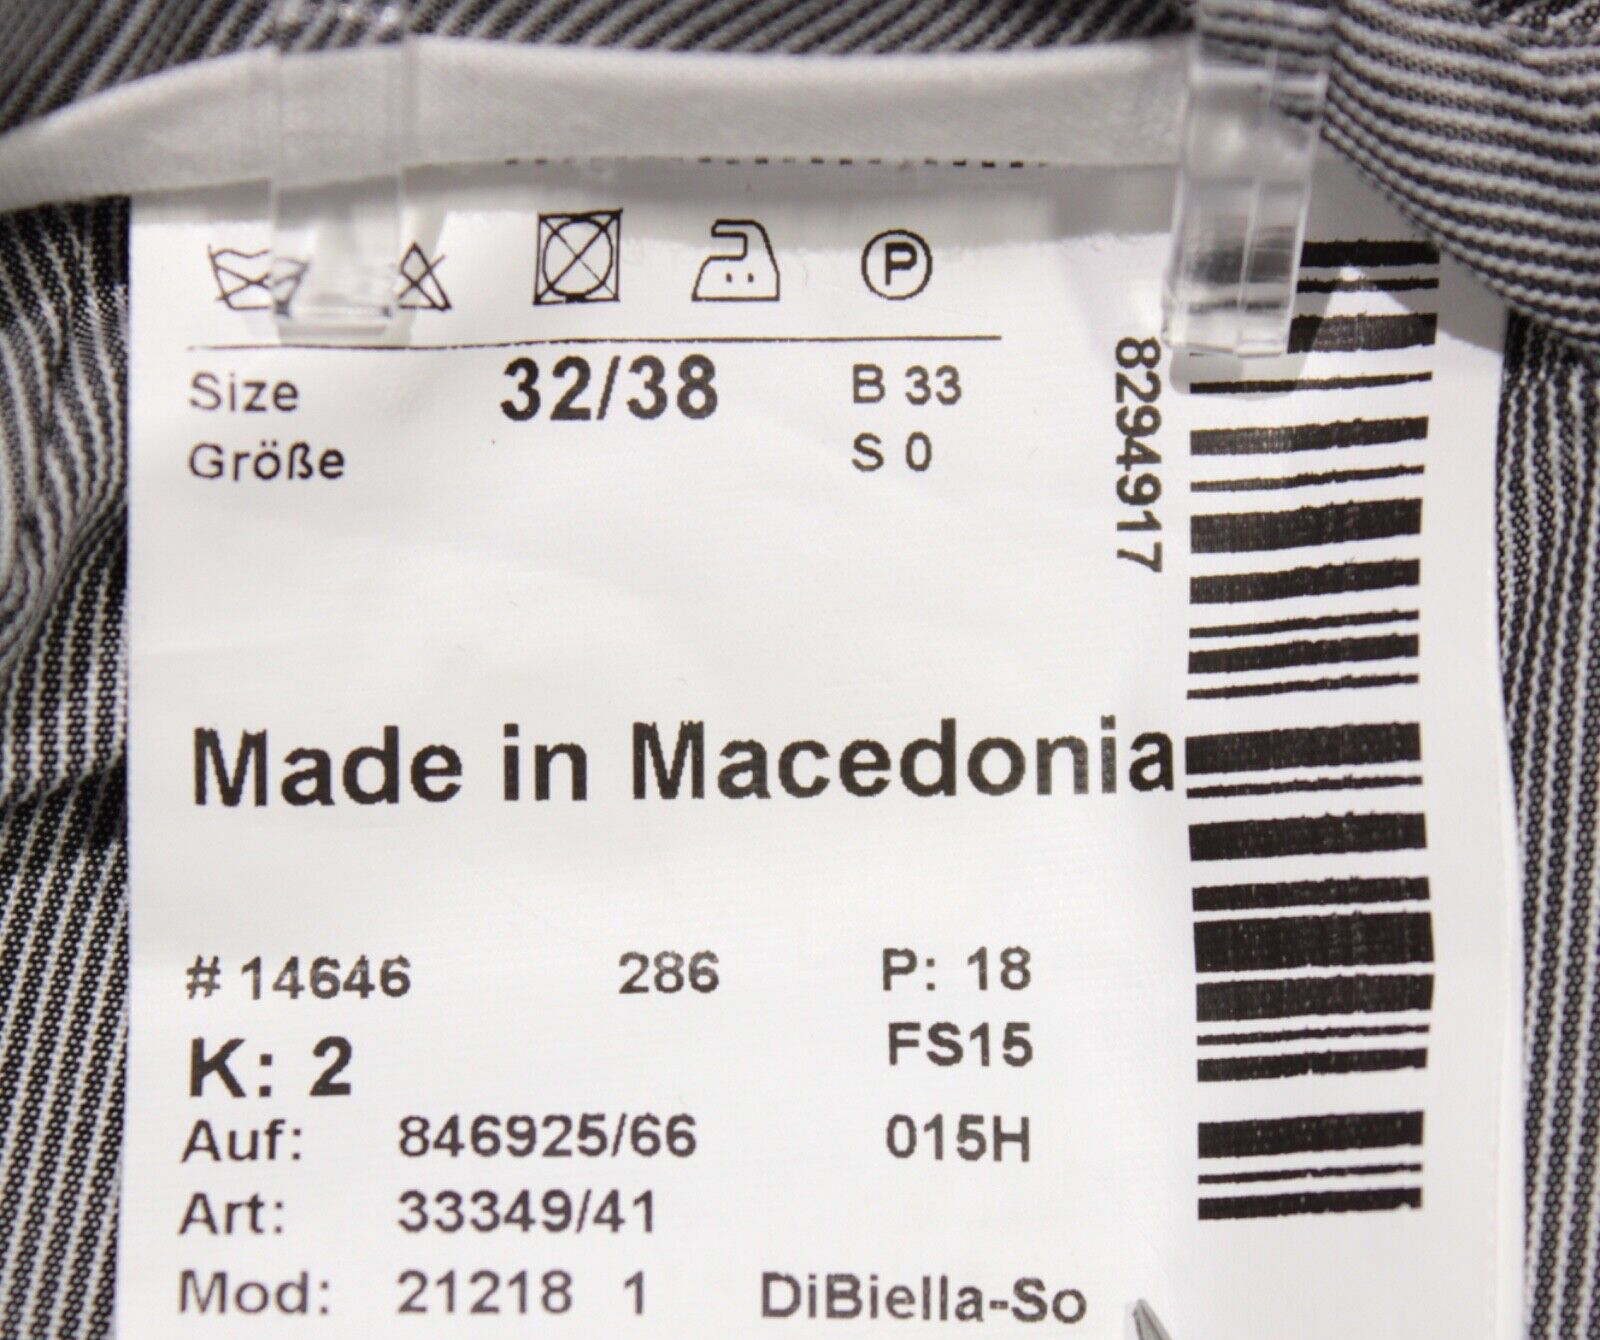 P
Size 32/38 B 33
Größe S 0
8294917
Made in Macedonia
# 14646 286 P: 18
K: 2 FS15
Auf: 846925/66 015H
Art: 33349/41
Mod: 21218 1 DiBiella-So